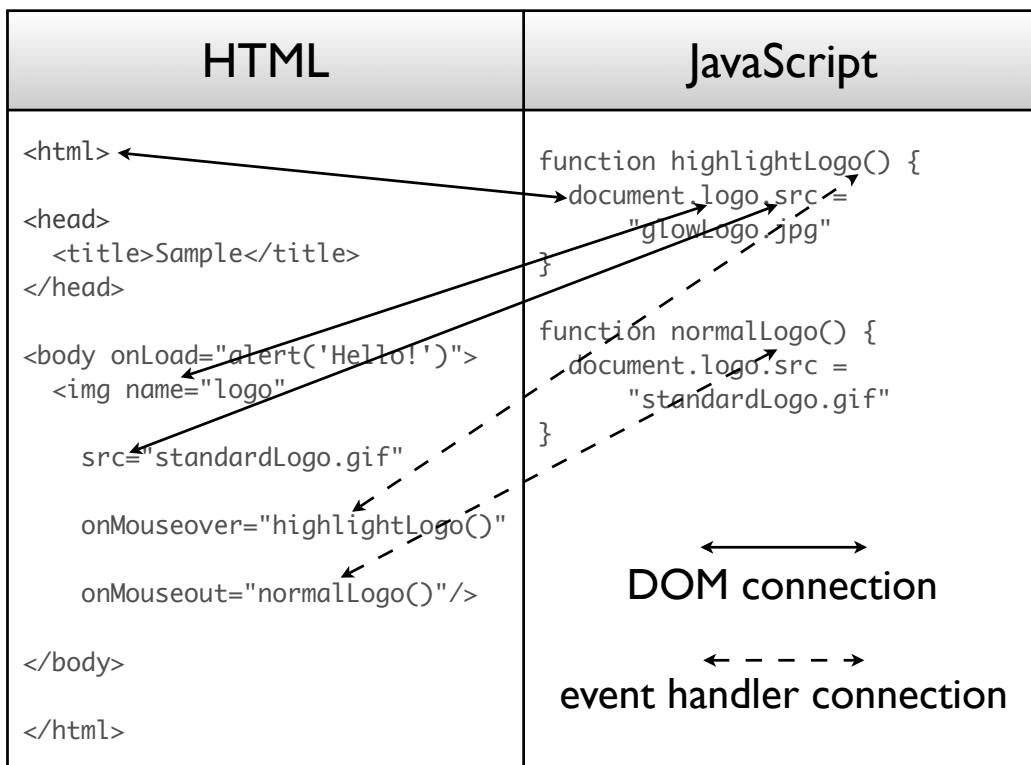 HTML
<html>
<head>
  <title>Sample</title>
</head>
<body onLoad="alert('Hello!')">
  <img name="logo"
    src="standardLogo.gif"
    onMouseover="highlightLogo()"
    onMouseout="normalLogo()"/>
</body>
</html>
JavaScript
function highlightLogo() {
  document.logo.src =
      "glowLogo.jpg"
}
function normalLogo() {
  document.logo.src =
      "standardLogo.gif"
}
DOM connection
event handler connection